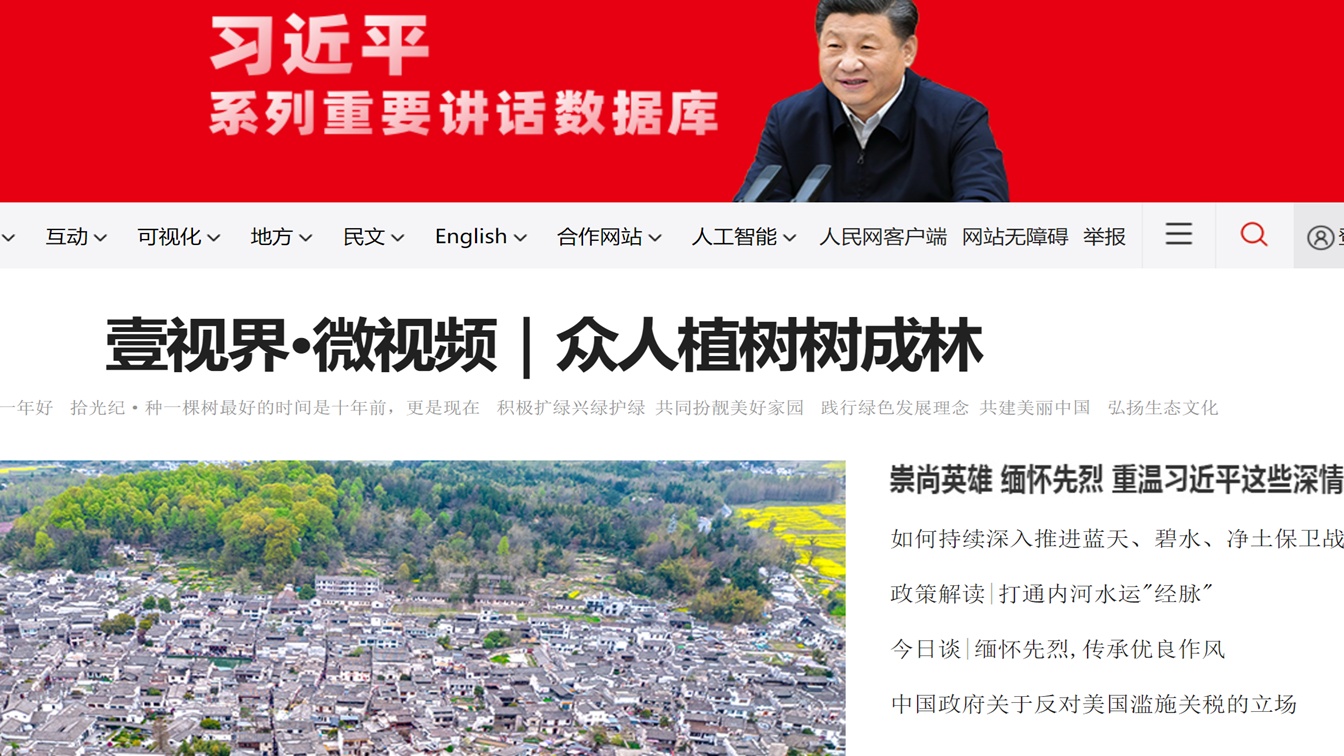 习近平
系列重要讲话数据库
互动 可视化 地方 民文 English 合作网站 人工智能 人民网客户端 网站无障碍 举报
壹视界•微视频｜众人植树树成林
一年好 拾光纪•种一棵树最好的时间是十年前，更是现在 积极扩绿兴绿护绿 共同扮靓美好家园 践行绿色发展理念 共建美丽中国 弘扬生态文化
崇尚英雄 缅怀先烈 重温习近平这些深情
如何持续深入推进蓝天、碧水、净土保卫战
政策解读|打通内河水运"经脉"
今日谈|缅怀先烈,传承优良作风
中国政府关于反对美国滥施关税的立场